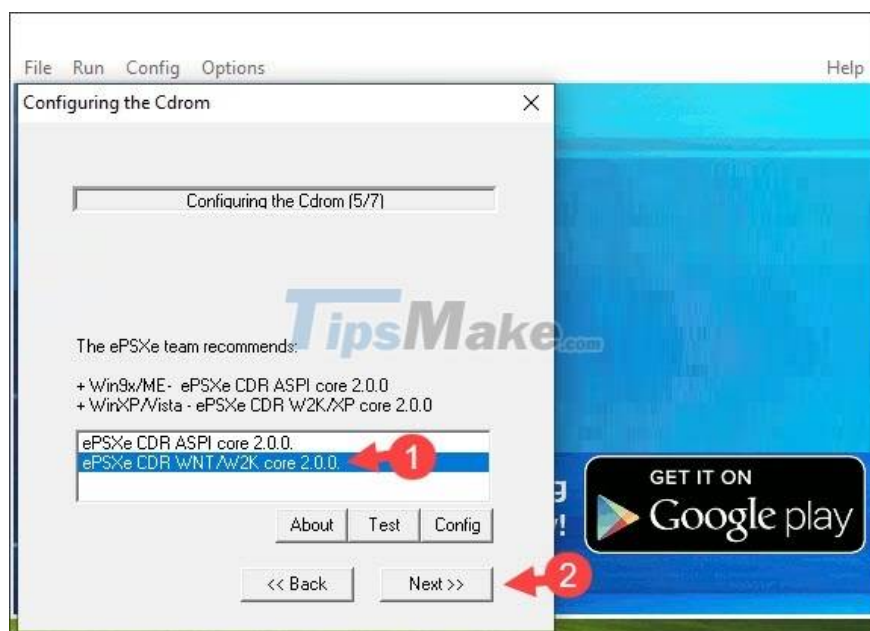 File Run Config Options Help
Configuring the Cdrom
Configuring the Cdrom (5/7)
TipsMake.com
The ePSXe team recommends:
+ Win9x/ME- ePSXe CDR ASPI core 2.0.0
+ WinXP/Vista - ePSXe CDR W2K/XP core 2.0.0
ePSXe CDR ASPI core 2.0.0.
ePSXe CDR WNT/W2K core 2.0.0.
1
About Test Config
<< Back Next >>
2
g
y!
GET IT ON
Google play